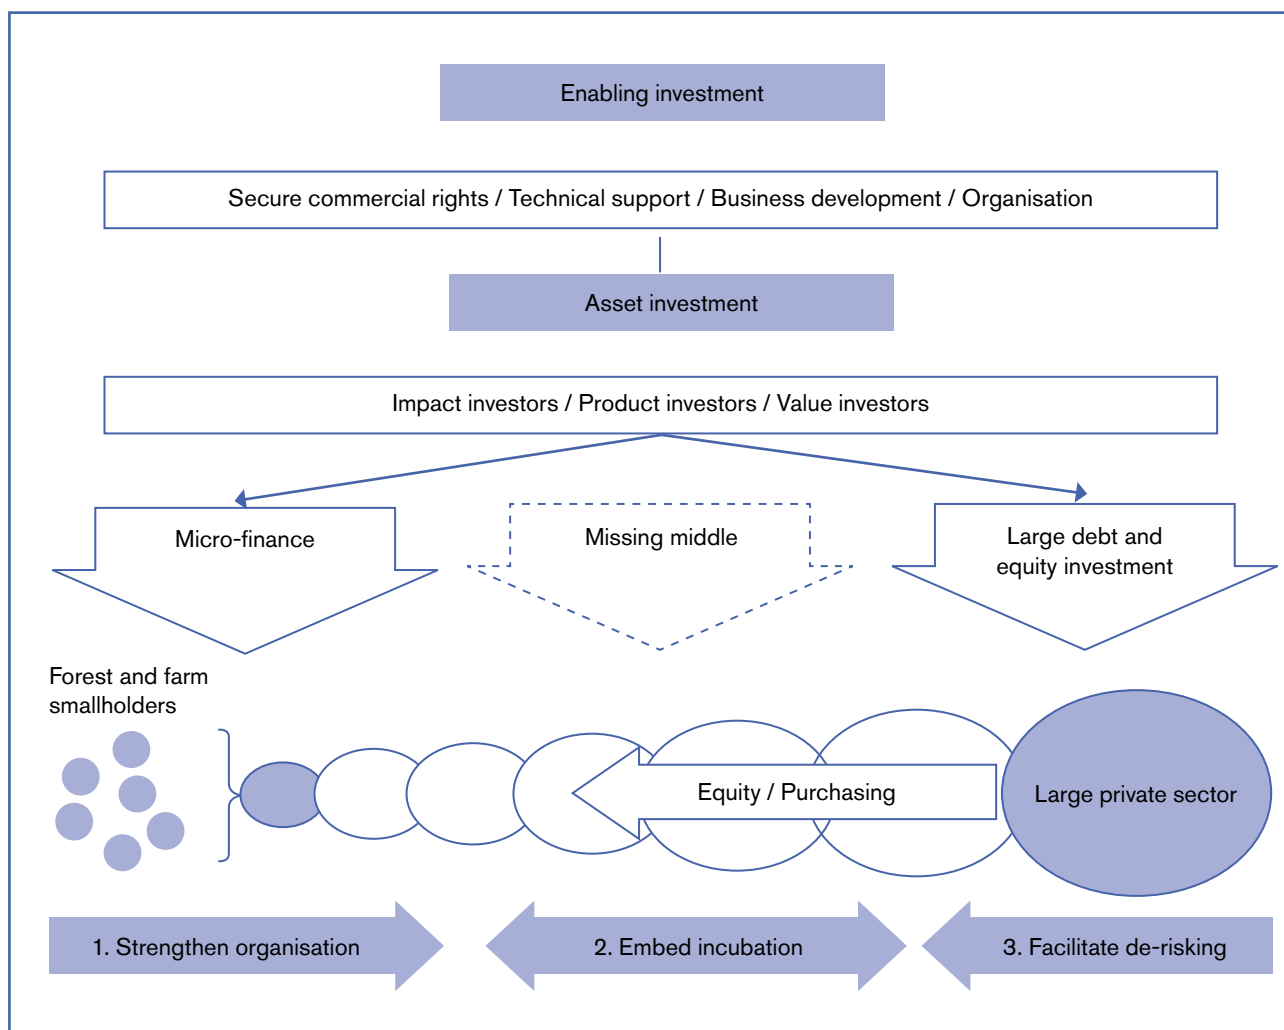 Enabling investment
Secure commercial rights / Technical support / Business development / Organisation
Asset investment
Impact investors / Product investors / Value investors
Micro-finance
Missing middle
Large debt and
equity investment
Forest and farm
smallholders
Equity / Purchasing
Large private sector
1. Strengthen organisation
2. Embed incubation
3. Facilitate de-risking